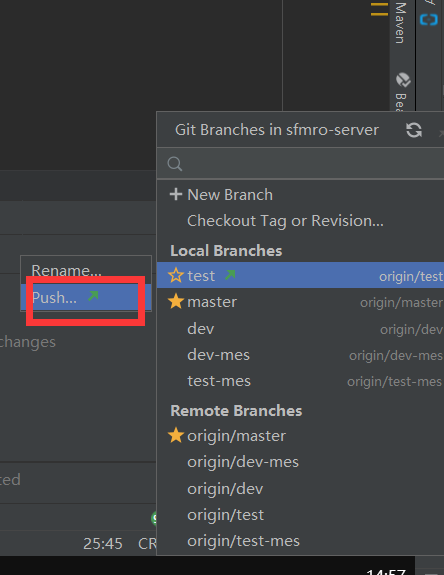 Maven
Bea
Git Branches in sfmro-server
New Branch
Checkout Tag or Revision...
Local Branches
test origin/test
master origin/master
dev origin/dev
dev-mes origin/dev-mes
test-mes origin/test-mes
Remote Branches
origin/master
origin/dev-mes
origin/dev
origin/test
origin/test-mes
Rename...
Push...
changes
ted
25:45 CR
14:57